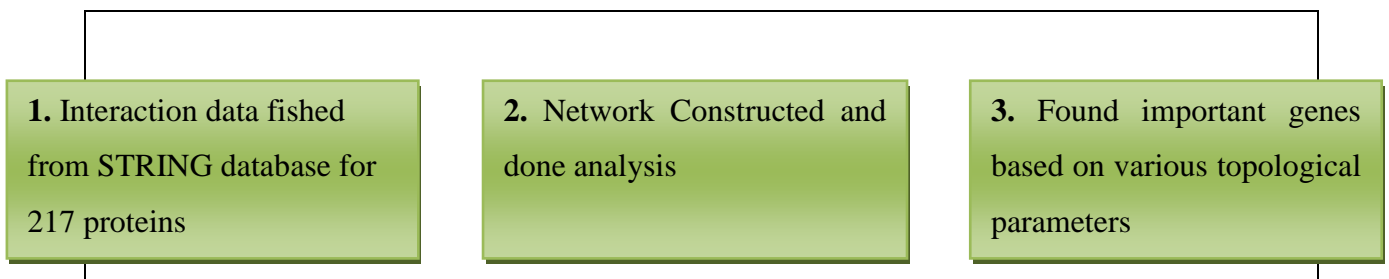 1. Interaction data fished
from STRING database for
217 proteins
2. Network Constructed and
done analysis
3. Found important genes
based on various topological
parameters